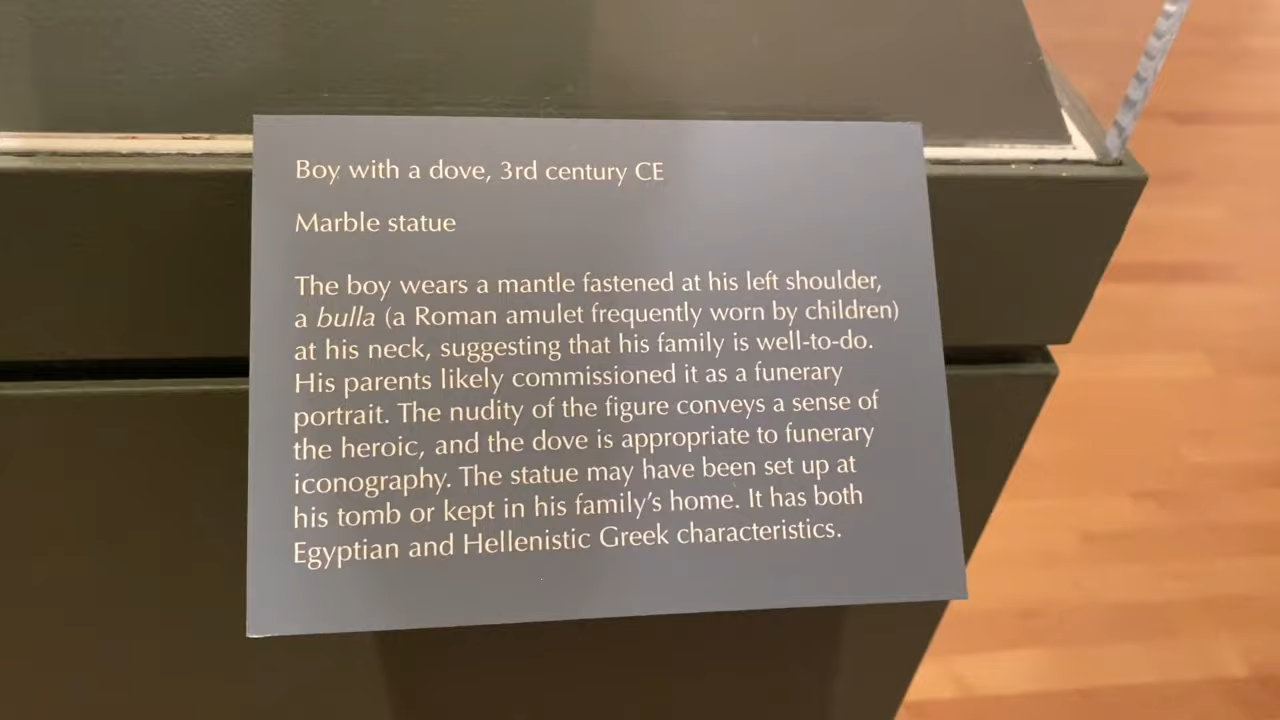 Boy with a dove, 3rd century CE
Marble statue
The boy wears a mantle fastened at his left shoulder,
a bulla (a Roman amulet frequently worn by children)
at his neck, suggesting that his family is well-to-do.
His parents likely commissioned it as a funerary
portrait. The nudity of the figure conveys a sense of
the heroic, and the dove is appropriate to funerary
iconography. The statue may have been set up at
his tomb or kept in his family’s home. It has both
Egyptian and Hellenistic Greek characteristics.